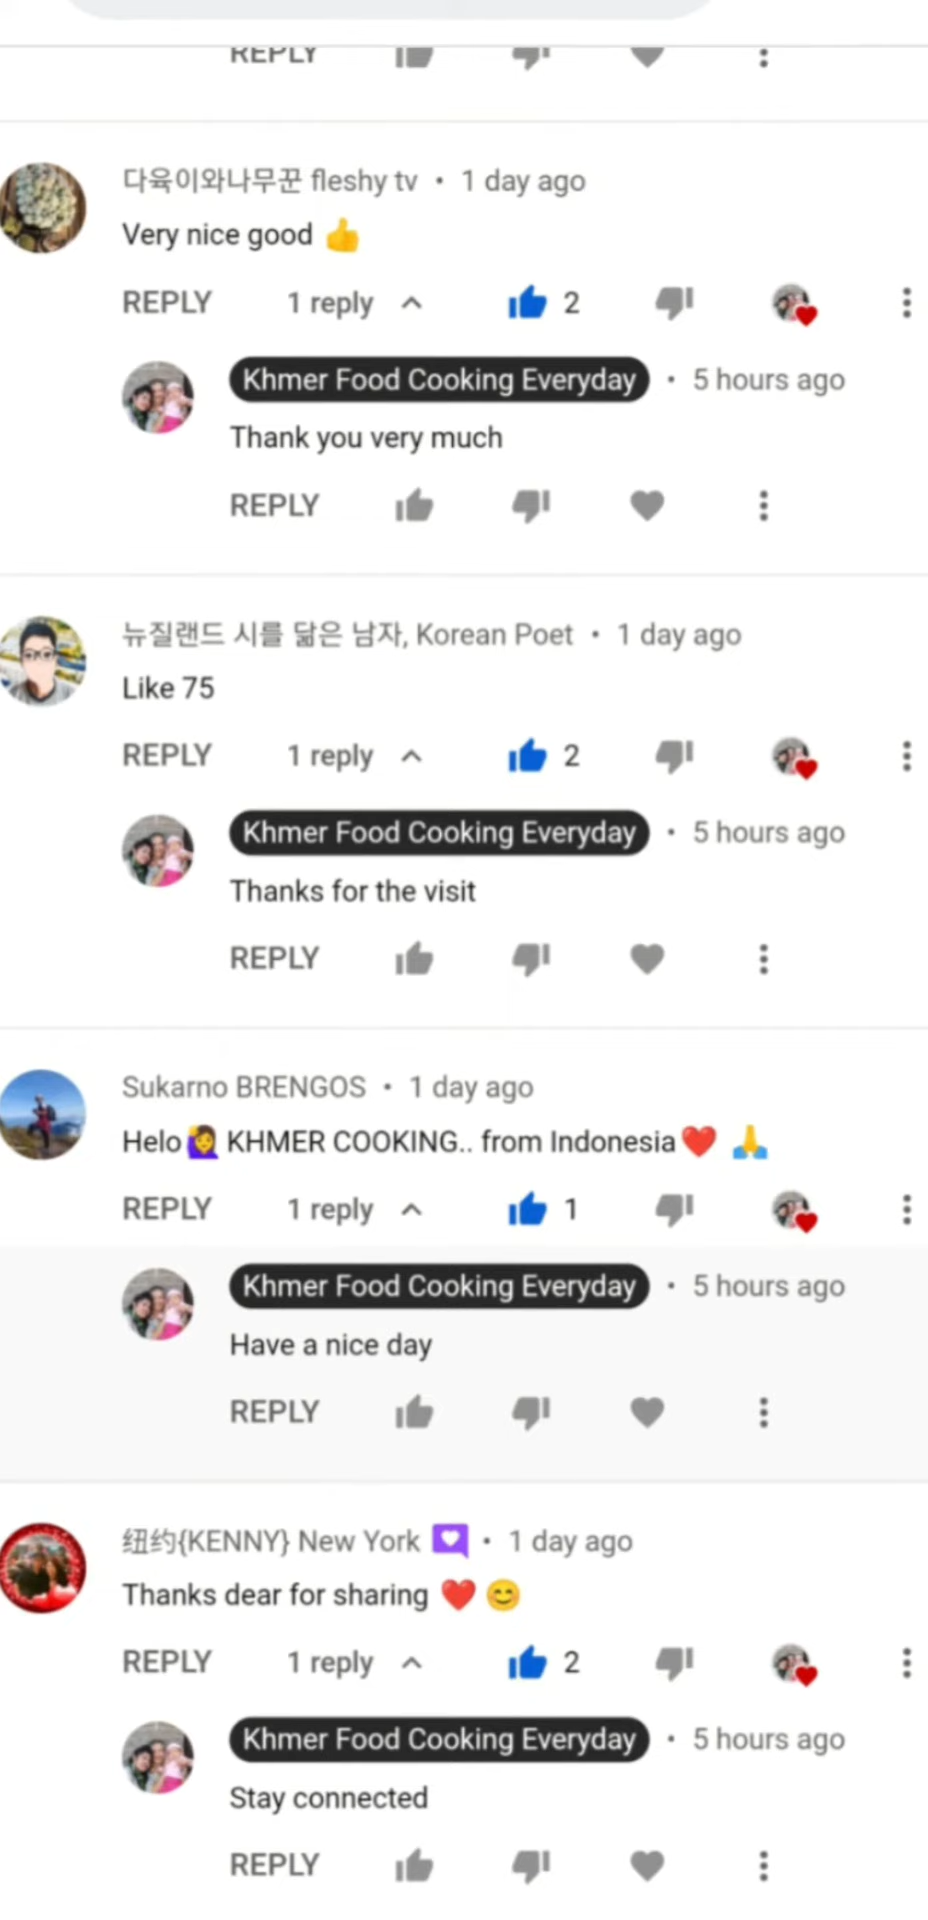 REPLY
다육이와나무꾼 fleshy tv • 1 day ago
Very nice good 👍
REPLY 1 reply 2
Khmer Food Cooking Everyday • 5 hours ago
Thank you very much
REPLY
뉴질랜드 시를 닮은 남자, Korean Poet • 1 day ago
Like 75
REPLY 1 reply 2
Khmer Food Cooking Everyday • 5 hours ago
Thanks for the visit
REPLY
Sukarno BRENGOS • 1 day ago
Helo🙋‍♀️ KHMER COOKING.. from Indonesia❤️ 🙏
REPLY 1 reply 1
Khmer Food Cooking Everyday • 5 hours ago
Have a nice day
REPLY
纽约{KENNY} New York 💟 • 1 day ago
Thanks dear for sharing ❤️ 😊
REPLY 1 reply 2
Khmer Food Cooking Everyday • 5 hours ago
Stay connected
REPLY